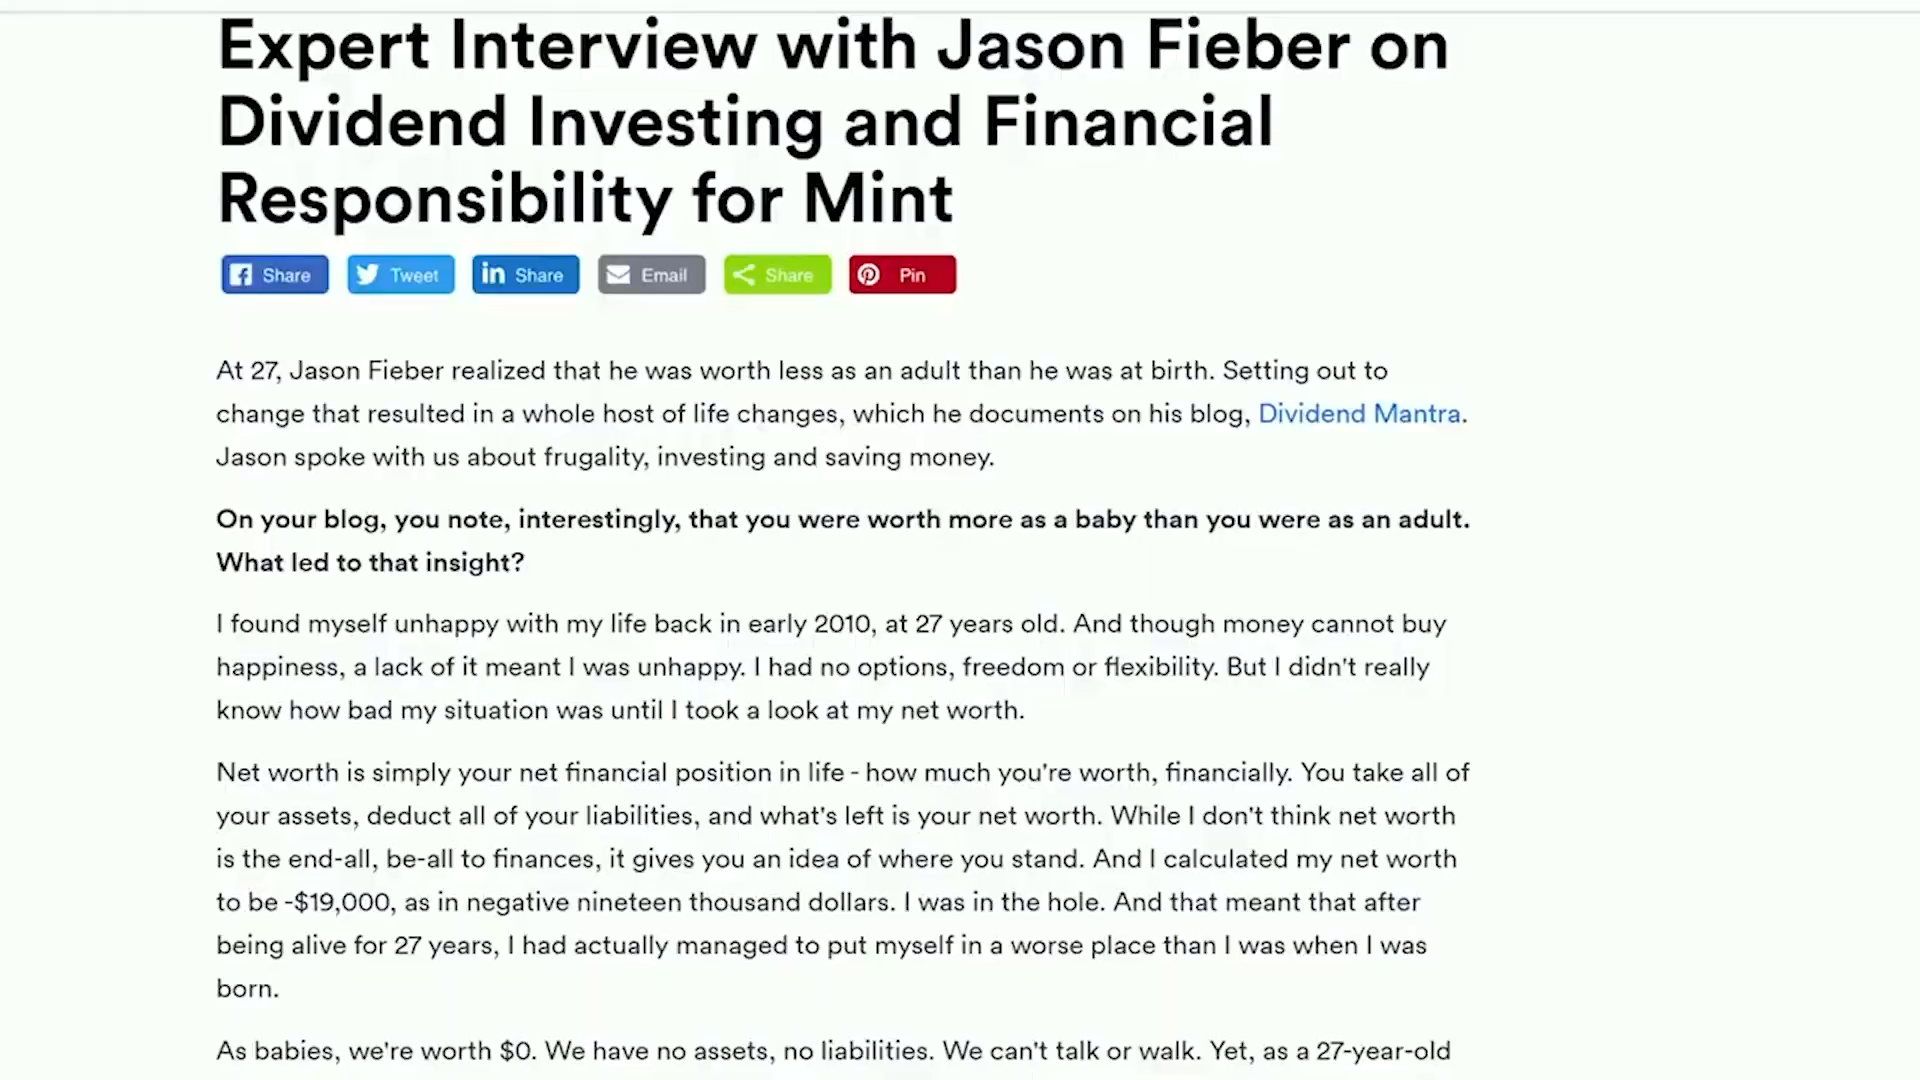 Expert Interview with Jason Fieber on
Dividend Investing and Financial
Responsibility for Mint
Share Tweet Share Email Share Pin
At 27, Jason Fieber realized that he was worth less as an adult than he was at birth. Setting out to
change that resulted in a whole host of life changes, which he documents on his blog, Dividend Mantra.
Jason spoke with us about frugality, investing and saving money.
On your blog, you note, interestingly, that you were worth more as a baby than you were as an adult.
What led to that insight?
I found myself unhappy with my life back in early 2010, at 27 years old. And though money cannot buy
happiness, a lack of it meant I was unhappy. I had no options, freedom or flexibility. But I didn't really
know how bad my situation was until I took a look at my net worth.
Net worth is simply your net financial position in life - how much you're worth, financially. You take all of
your assets, deduct all of your liabilities, and what's left is your net worth. While I don't think net worth
is the end-all, be-all to finances, it gives you an idea of where you stand. And I calculated my net worth
to be -$19,000, as in negative nineteen thousand dollars. I was in the hole. And that meant that after
being alive for 27 years, I had actually managed to put myself in a worse place than I was when I was
born.
As babies, we're worth $0. We have no assets, no liabilities. We can't talk or walk. Yet, as a 27-year-old